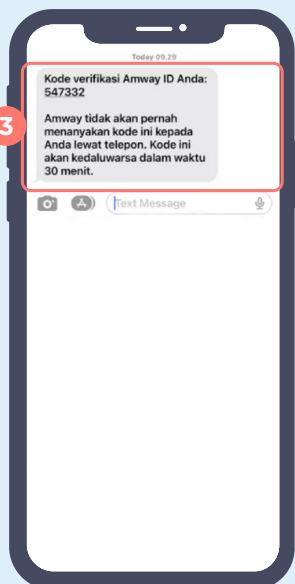 Today 09.29
Kode verifikasi Amway ID Anda:
547332
Amway tidak akan pernah
menanyakan kode ini kepada
Anda lewat telepon. Kode ini
akan kedaluwarsa dalam waktu
30 menit.
3
Text Message